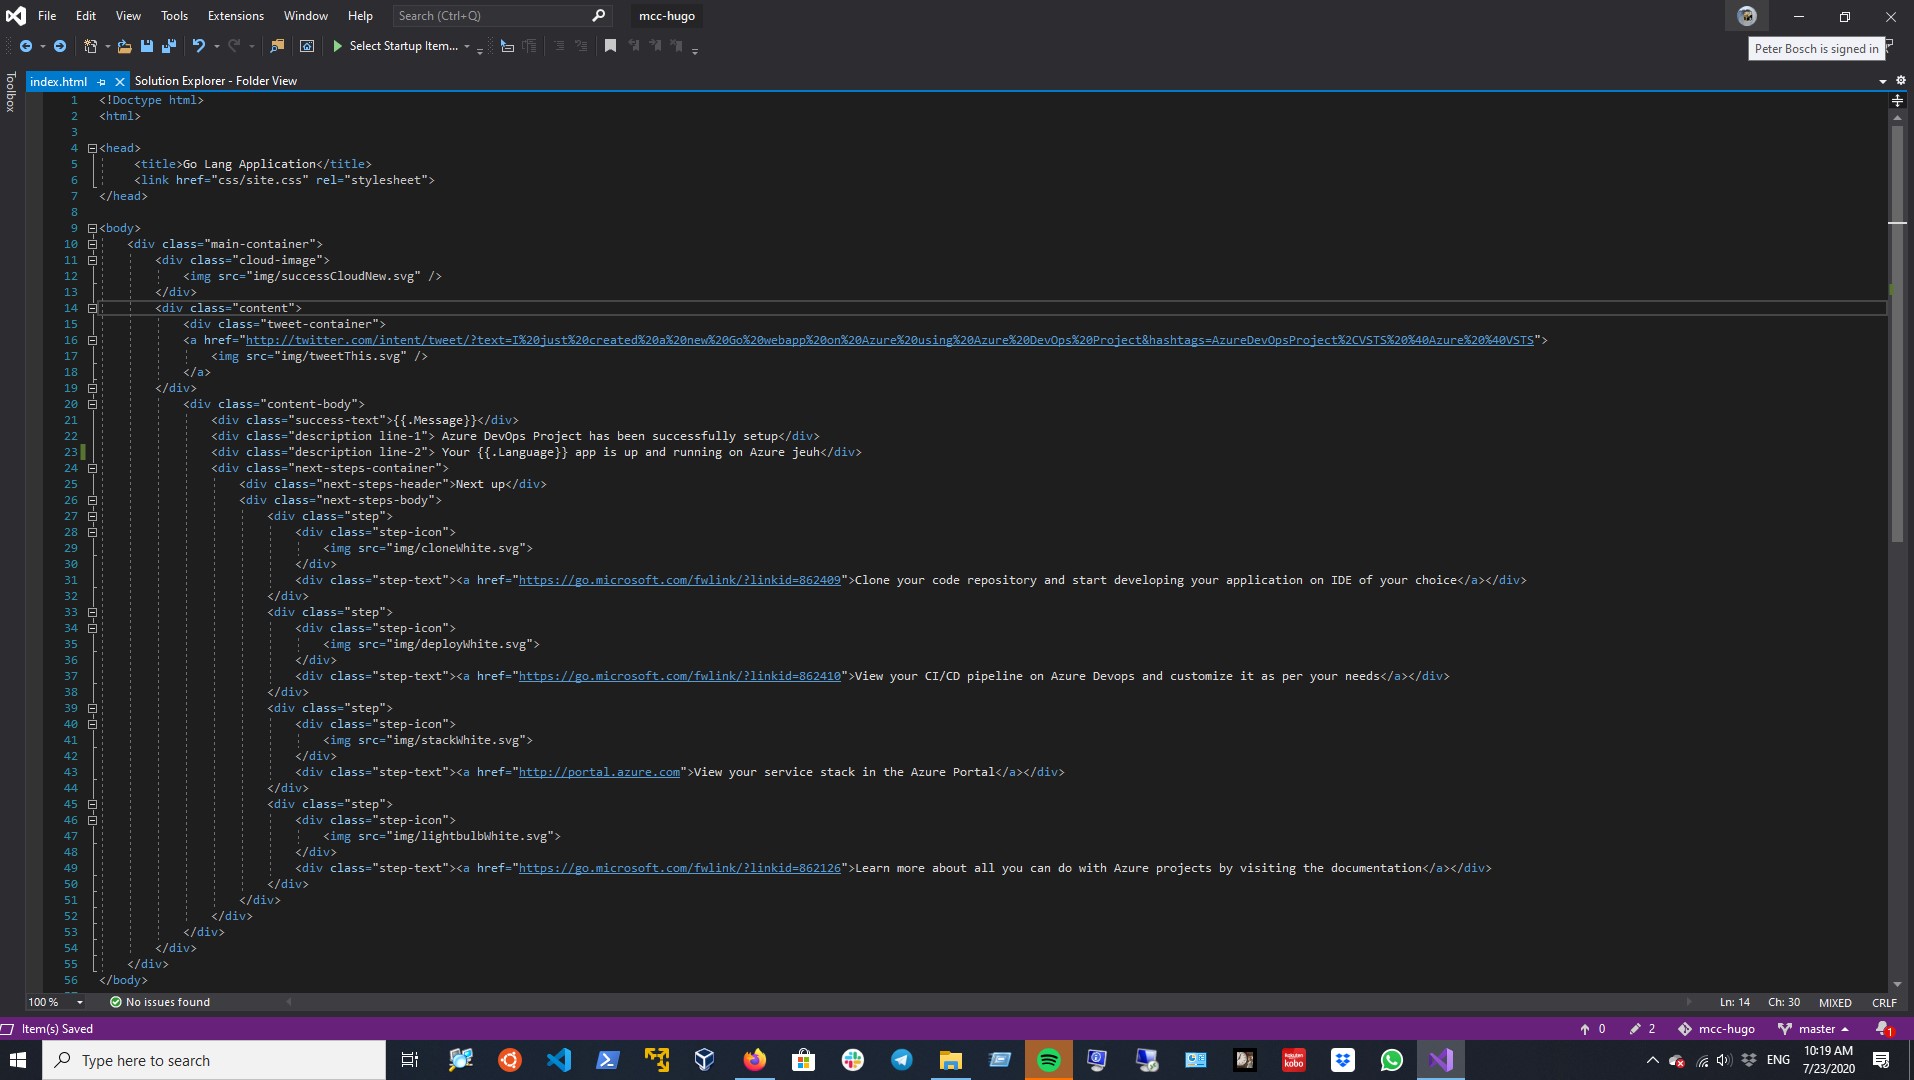 File Edit View Tools Extensions Window Help Search (Ctrl+Q) mcc-hugo
Select Startup Item...
Peter Bosch is signed in
Toolbox
index.html Solution Explorer - Folder View
1 <!Doctype html>
2 <html>
3
4 <head>
5 <title>Go Lang Application</title>
6 <link href="css/site.css" rel="stylesheet">
7 </head>
8
9 <body>
10 <div class="main-container">
11 <div class="cloud-image">
12 <img src="img/successCloudNew.svg" />
13 </div>
14 <div class="content">
15 <div class="tweet-container">
16 <a href="http://twitter.com/intent/tweet/?text=I%20just%20created%20a%20new%20Go%20webapp%20on%20Azure%20using%20Azure%20DevOps%20Project&hashtags=AzureDevOpsProject%2CVSTS%20%40Azure%20%40VSTS">
17 <img src="img/tweetThis.svg" />
18 </a>
19 </div>
20 <div class="content-body">
21 <div class="success-text">{{.Message}}</div>
22 <div class="description line-1"> Azure DevOps Project has been successfully setup</div>
23 <div class="description line-2"> Your {{.Language}} app is up and running on Azure jeuh</div>
24 <div class="next-steps-container">
25 <div class="next-steps-header">Next up</div>
26 <div class="next-steps-body">
27 <div class="step">
28 <div class="step-icon">
29 <img src="img/cloneWhite.svg">
30 </div>
31 <div class="step-text"><a href="https://go.microsoft.com/fwlink/?linkid=862409">Clone your code repository and start developing your application on IDE of your choice</a></div>
32 </div>
33 <div class="step">
34 <div class="step-icon">
35 <img src="img/deployWhite.svg">
36 </div>
37 <div class="step-text"><a href="https://go.microsoft.com/fwlink/?linkid=862410">View your CI/CD pipeline on Azure Devops and customize it as per your needs</a></div>
38 </div>
39 <div class="step">
40 <div class="step-icon">
41 <img src="img/stackWhite.svg">
42 </div>
43 <div class="step-text"><a href="http://portal.azure.com">View your service stack in the Azure Portal</a></div>
44 </div>
45 <div class="step">
46 <div class="step-icon">
47 <img src="img/lightbulbWhite.svg">
48 </div>
49 <div class="step-text"><a href="https://go.microsoft.com/fwlink/?linkid=862126">Learn more about all you can do with Azure projects by visiting the documentation</a></div>
50 </div>
51 </div>
52 </div>
53 </div>
54 </div>
55 </div>
56 </body>
100 % No issues found Ln: 14 Ch: 30 MIXED CRLF
Item(s) Saved 0 2 mcc-hugo master 1
Type here to search ENG 10:19 AM
7/23/2020